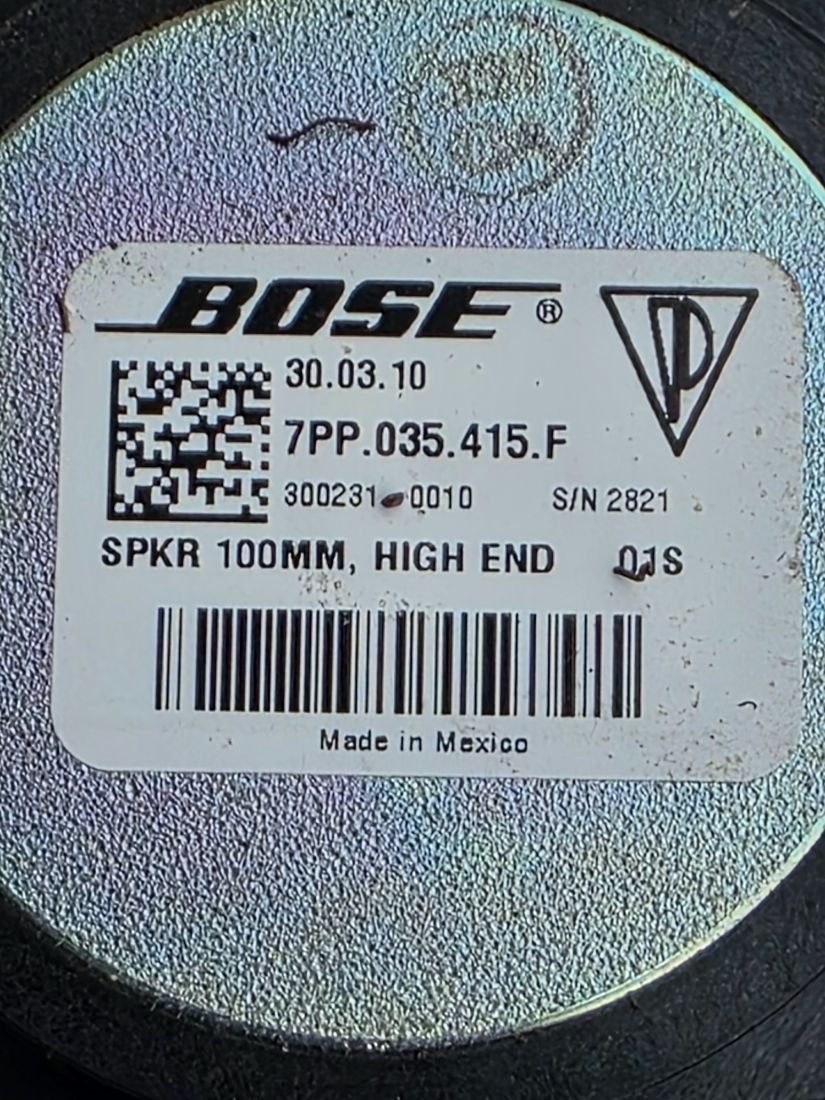 BOSE®
30.03.10
7PP.035.415.F
300231-0010 S/N 2821
SPKR 100MM, HIGH END 01S
Made in Mexico